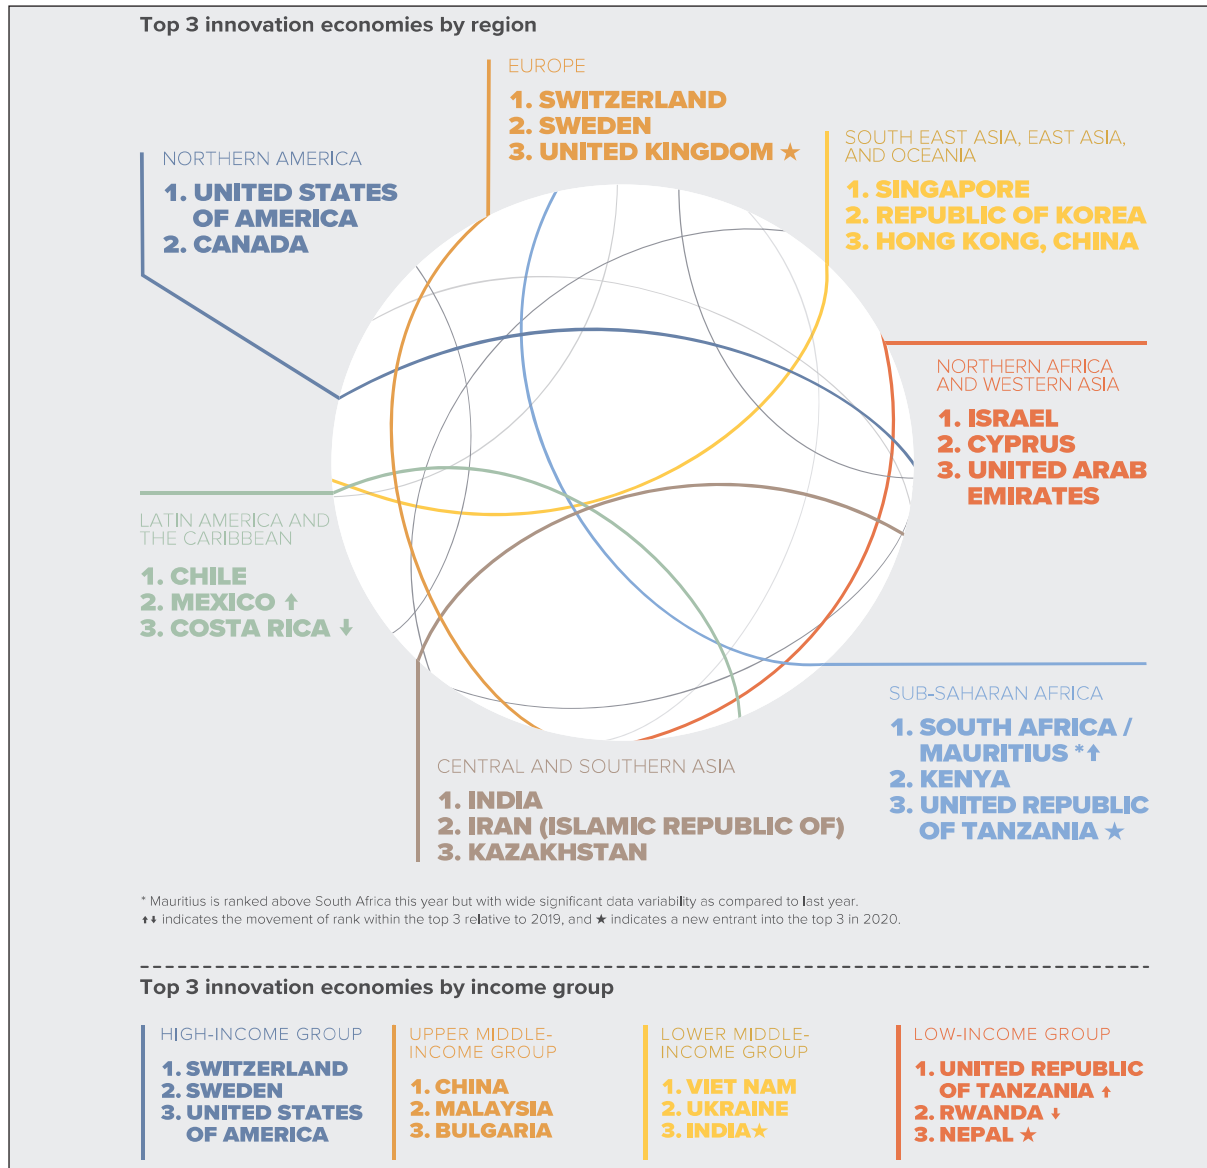 Top 3 innovation economies by region
EUROPE
1. SWITZERLAND
2. SWEDEN
3. UNITED KINGDOM ★
NORTHERN AMERICA
1. UNITED STATES
OF AMERICA
2. CANADA
SOUTH EAST ASIA, EAST ASIA,
AND OCEANIA
1. SINGAPORE
2. REPUBLIC OF KOREA
3. HONG KONG, CHINA
NORTHERN AFRICA
AND WESTERN ASIA
1. ISRAEL
2. CYPRUS
3. UNITED ARAB
EMIRATES
LATIN AMERICA AND
THE CARIBBEAN
1. CHILE
2. MEXICO ↑
3. COSTA RICA ↓
SUB-SAHARAN AFRICA
1. SOUTH AFRICA /
MAURITIUS *↑
2. KENYA
3. UNITED REPUBLIC
OF TANZANIA ★
CENTRAL AND SOUTHERN ASIA
1. INDIA
2. IRAN (ISLAMIC REPUBLIC OF)
3. KAZAKHSTAN
* Mauritius is ranked above South Africa this year but with wide significant data variability as compared to last year.
↑↓ indicates the movement of rank within the top 3 relative to 2019, and ★ indicates a new entrant into the top 3 in 2020.
Top 3 innovation economies by income group
HIGH-INCOME GROUP
1. SWITZERLAND
2. SWEDEN
3. UNITED STATES
OF AMERICA
UPPER MIDDLE-
INCOME GROUP
1. CHINA
2. MALAYSIA
3. BULGARIA
LOWER MIDDLE-
INCOME GROUP
1. VIET NAM
2. UKRAINE
3. INDIA★
LOW-INCOME GROUP
1. UNITED REPUBLIC
OF TANZANIA ↑
2. RWANDA ↓
3. NEPAL ★